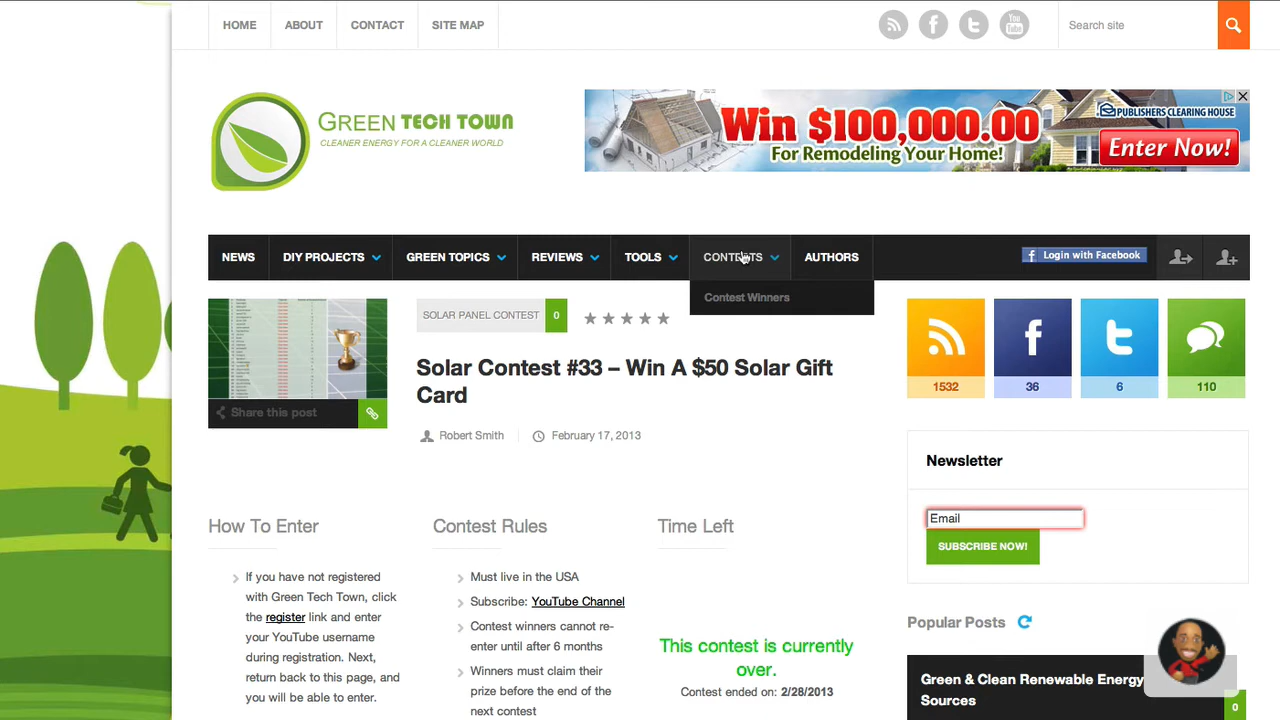 HOME ABOUT CONTACT SITE MAP
You Tube
Search site
GREEN TECH TOWN
CLEANER ENERGY FOR A CLEANER WORLD
Win $100,000.00
For Remodeling Your Home!
PUBLISHERS CLEARING HOUSE
Enter Now!
NEWS DIY PROJECTS GREEN TOPICS REVIEWS TOOLS CONTESTS AUTHORS
f Login with Facebook
Contest Winners
SOLAR PANEL CONTEST 0
Solar Contest #33 – Win A $50 Solar Gift
Card
Share this post
Robert Smith February 17, 2013
1532 36 6 110
Newsletter
Email
SUBSCRIBE NOW!
How To Enter
If you have not registered
with Green Tech Town, click
the register link and enter
your YouTube username
during registration. Next,
return back to this page, and
you will be able to enter.
Contest Rules
Must live in the USA
Subscribe: YouTube Channel
Contest winners cannot re-
enter until after 6 months
Winners must claim their
prize before the end of the
next contest
Time Left
This contest is currently
over.
Contest ended on: 2/28/2013
Popular Posts
Green & Clean Renewable Energy
Sources
0